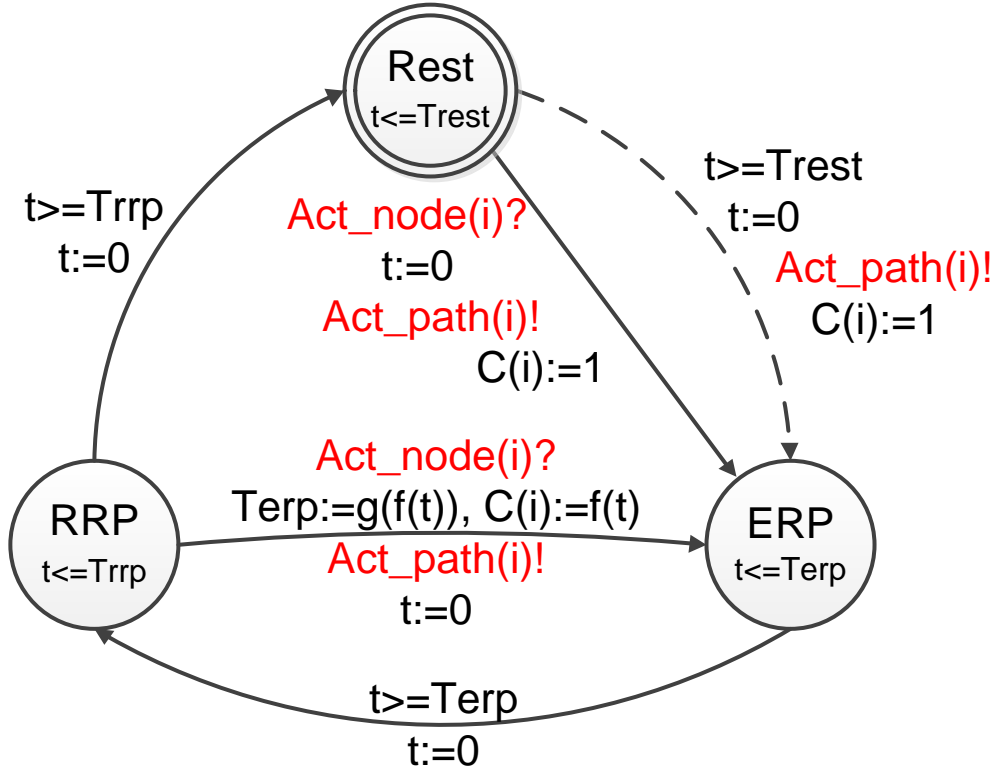 Rest
t<=Trest
t>=Trest
t:=0
Act_path(i)!
C(i):=1
t>=Trrp
t:=0
Act_node(i)?
t:=0
Act_path(i)!
C(i):=1
RRP
t<=Trrp
Act_node(i)?
Terp:=g(f(t)), C(i):=f(t)
Act_path(i)!
t:=0
ERP
t<=Terp
t>=Terp
t:=0